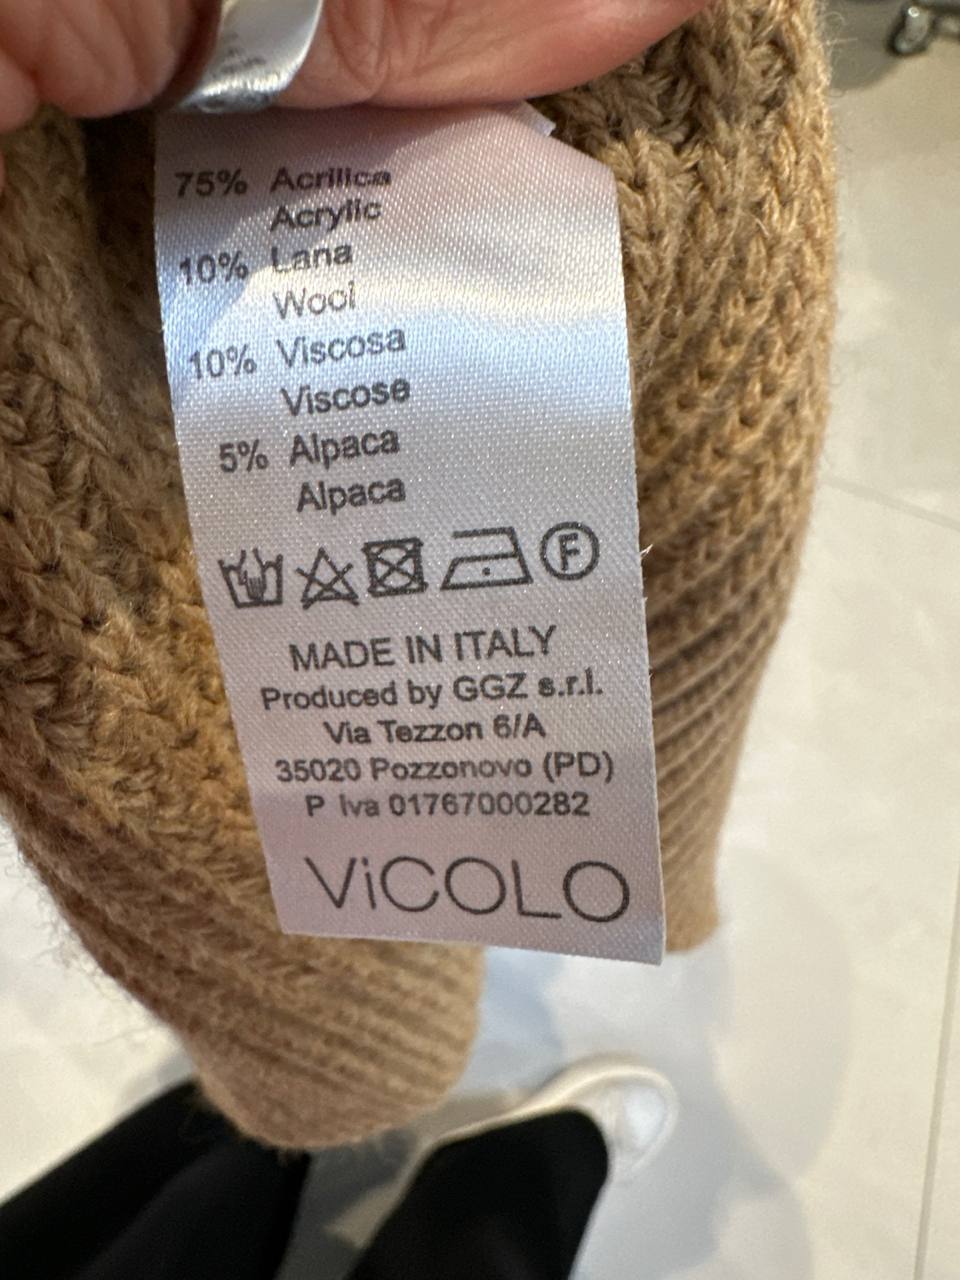 75% Acrilica
Acrylic
10% Lana
Wool
10% Viscosa
Viscose
5% Alpaca
Alpaca
F
MADE IN ITALY
Produced by GGZ s.r.l.
Via Tezzon 6/A
35020 Pozzonovo (PD)
P Iva 01767000282
ViCOLO